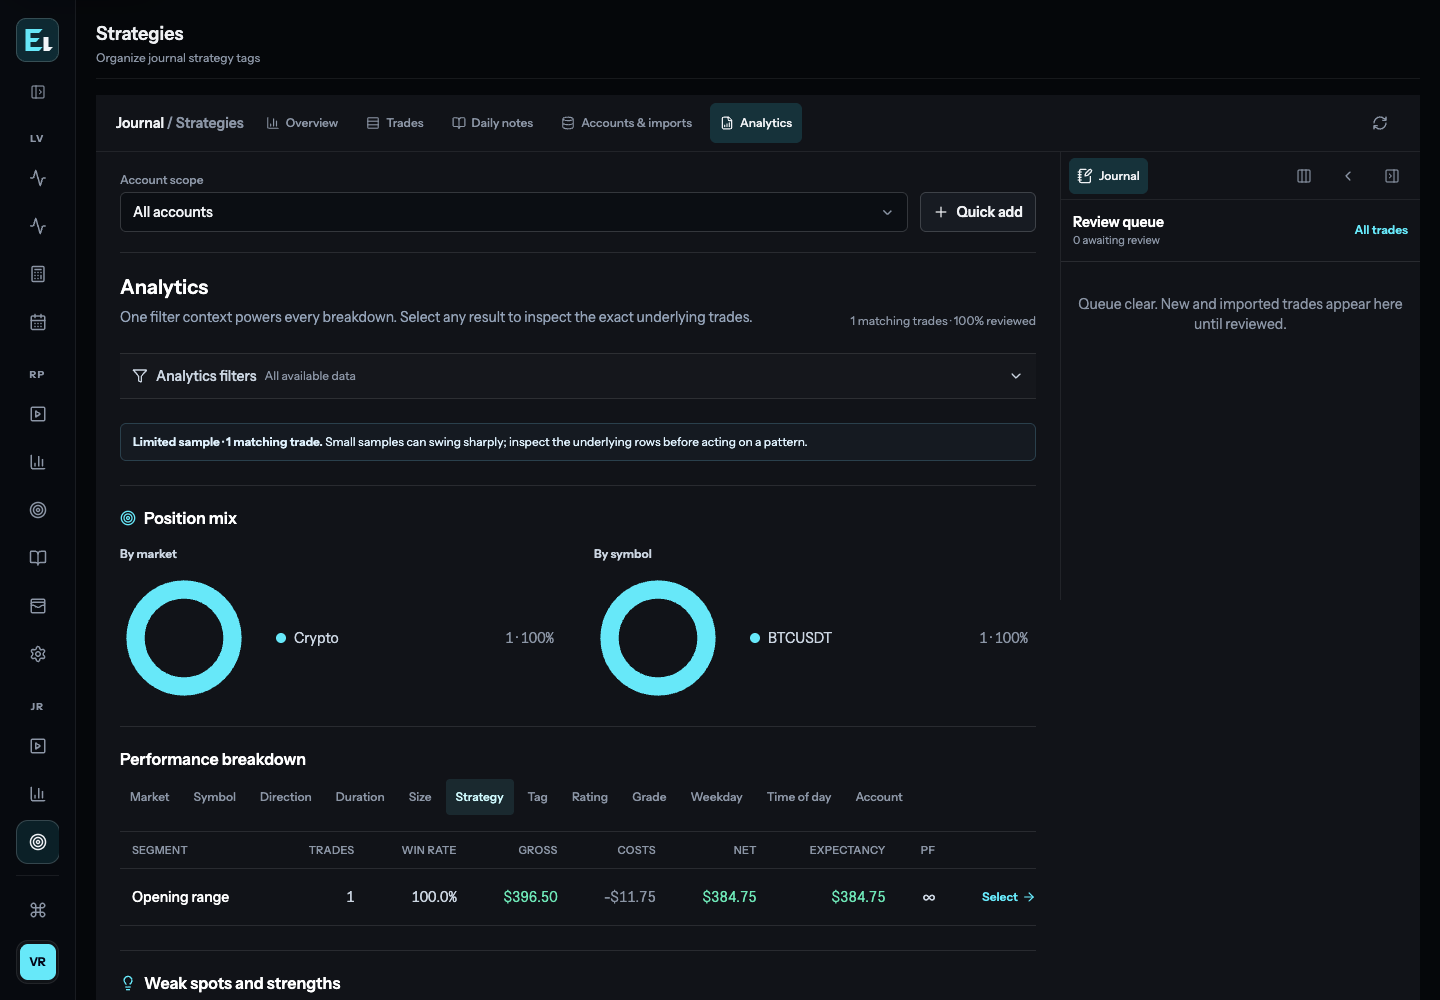 EL
Strategies
Organize journal strategy tags
LV
RP
JR
VR
Journal / Strategies
Overview
Trades
Daily notes
Accounts & imports
Analytics
Account scope
All accounts
Quick add
Analytics
One filter context powers every breakdown. Select any result to inspect the exact underlying trades.
1 matching trades · 100% reviewed
Analytics filters All available data
Limited sample · 1 matching trade. Small samples can swing sharply; inspect the underlying rows before acting on a pattern.
Position mix
By market
Crypto 1 · 100%
By symbol
BTCUSDT 1 · 100%
Performance breakdown
Market Symbol Direction Duration Size Strategy Tag Rating Grade Weekday Time of day Account
SEGMENT TRADES WIN RATE GROSS COSTS NET EXPECTANCY PF
Opening range 1 100.0% $396.50 -$11.75 $384.75 $384.75 ∞ Select →
Weak spots and strengths
Journal
Review queue
0 awaiting review
All trades
Queue clear. New and imported trades appear here
until reviewed.